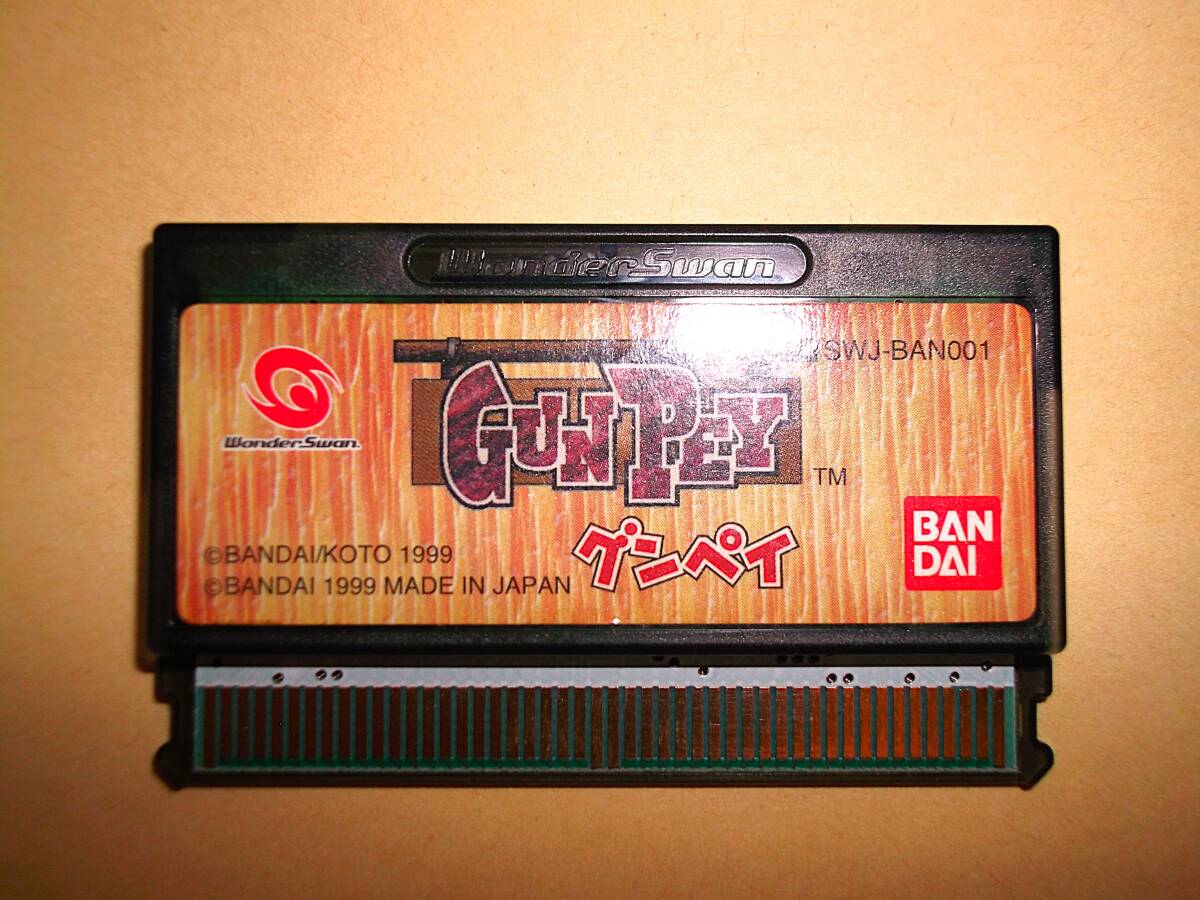 WonderSwan
SWJ-BAN001
WonderSwan
GUNPEY
TM
グンペイ
BAN
DAI
©BANDAI/KOTO 1999
©BANDAI 1999 MADE IN JAPAN